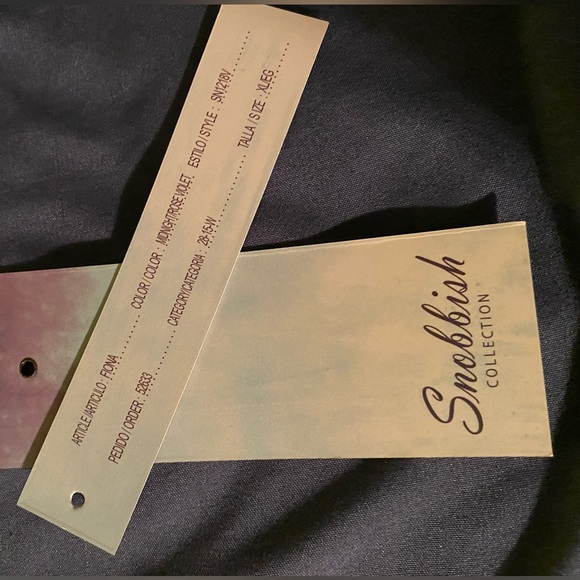 ARTICLE/ARTICULO : FIONA.......... COLOR / COLOR : MIDNIGHT/ROSE VIOLET ESTILO / STYLE : SN1218V..........
PEDIDO / ORDER : 52633.......... CATEGORY/CATEGORIA : 28-15-W.......... TALLA / SIZE : XL/EG..........
Snobbish
COLLECTION